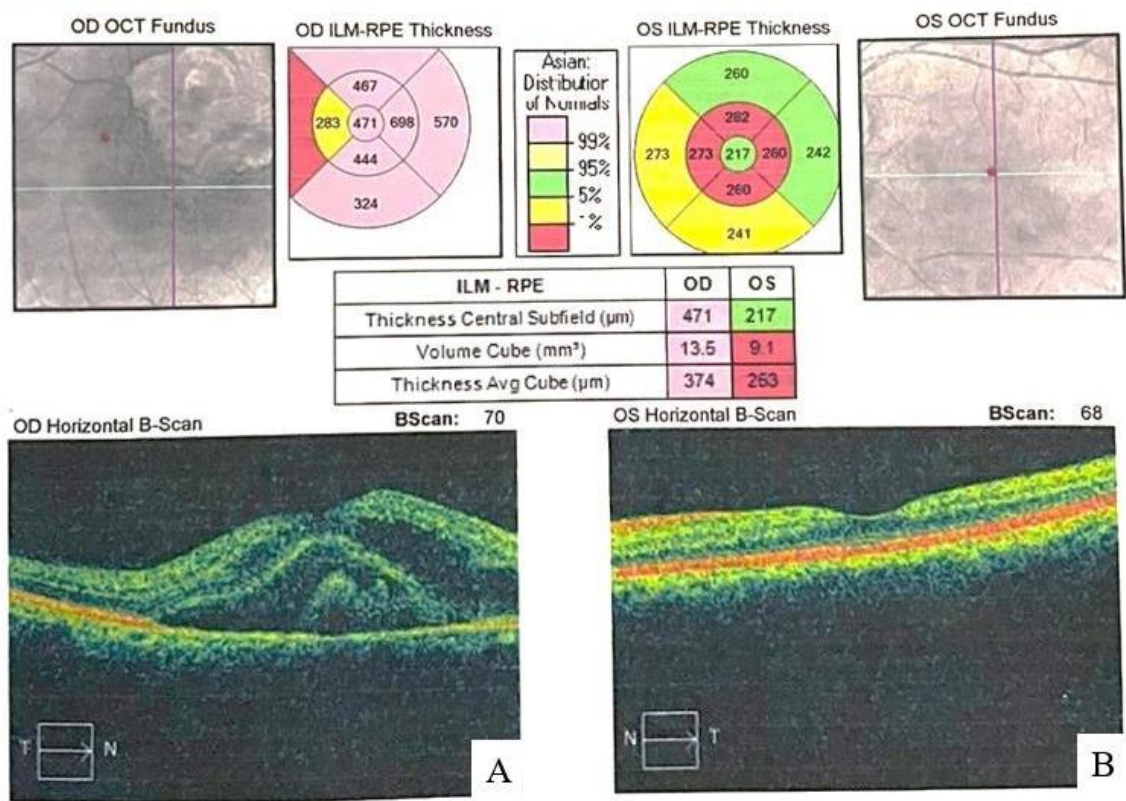 OD OCT Fundus
OD ILM-RPE Thickness
OS ILM-RPE Thickness
OS OCT Fundus
467
283
471
698
570
444
324
Asian:
Distribution
of Normals
99%
95%
5%
%
260
282
273
273
217
260
242
260
241
ILM - RPE OD OS
Thickness Central Subfield (µm) 471 217
Volume Cube (mm³) 13.5 9.1
Thickness Avg Cube (µm) 374 263
OD Horizontal B-Scan BScan: 70
OS Horizontal B-Scan BScan: 68
T N
A
N T
B